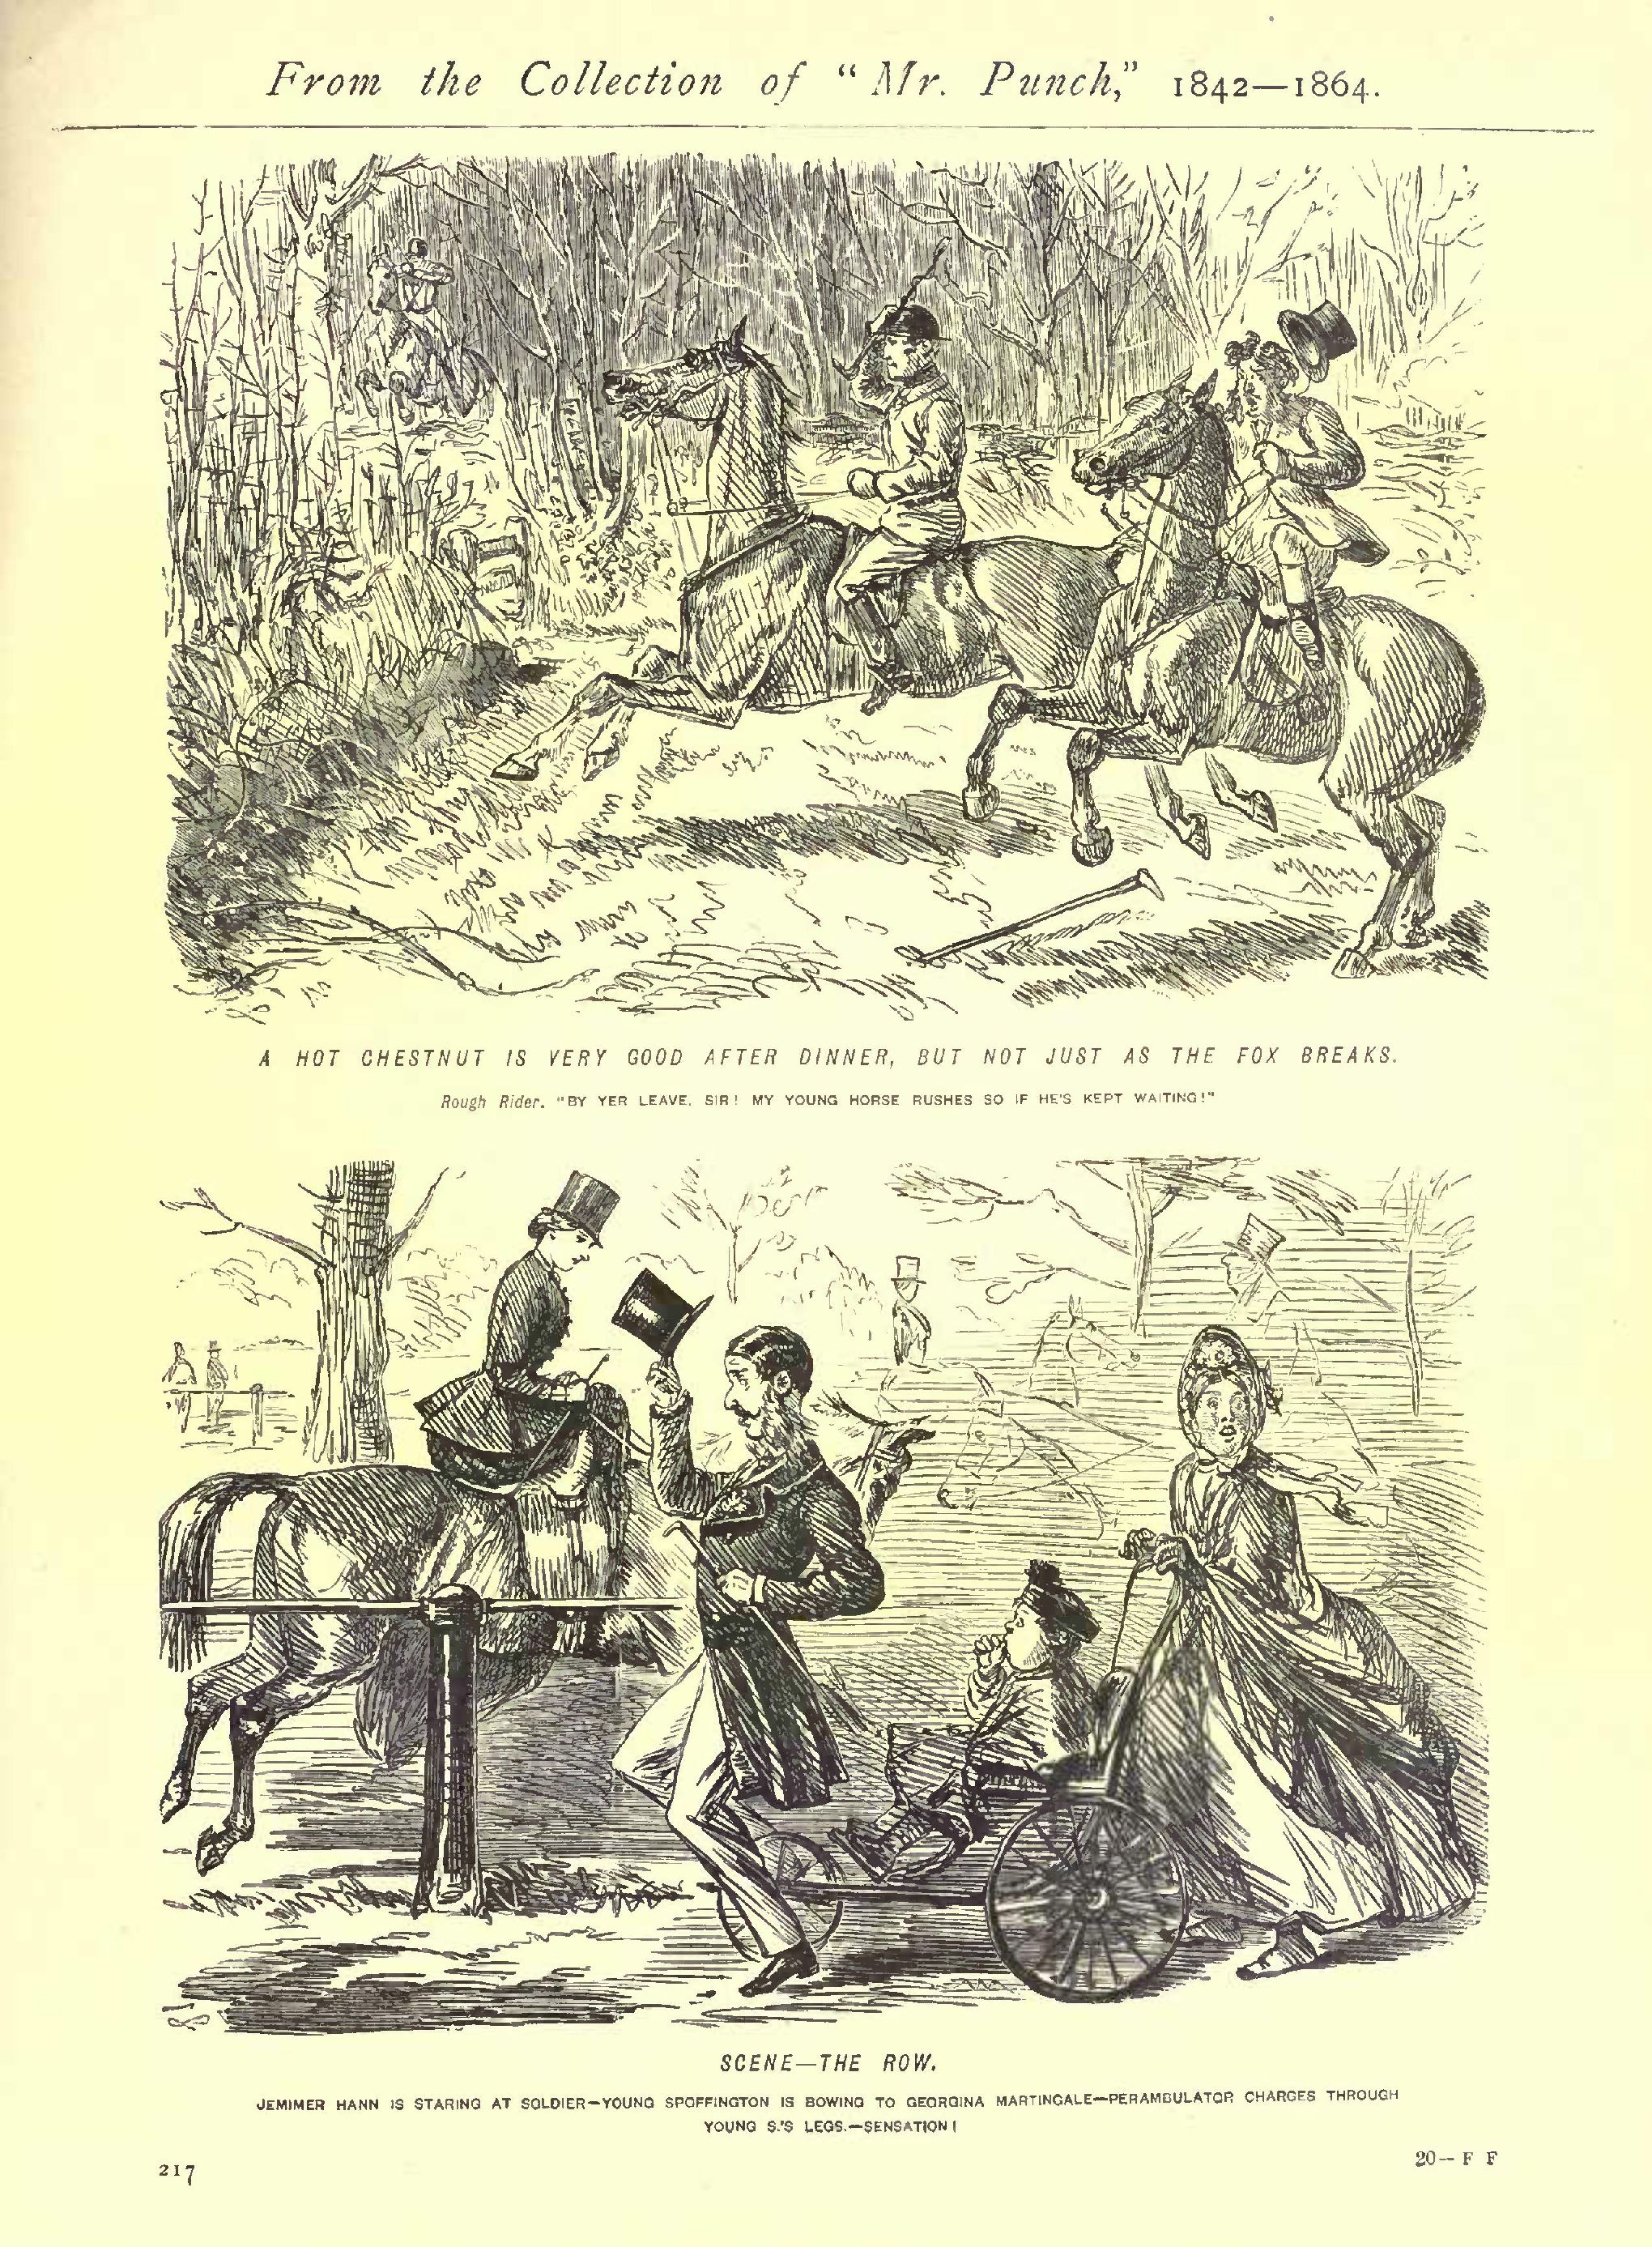 From the Collection of “Mr. Punch,” 1842—1864.
A HOT CHESTNUT IS VERY GOOD AFTER DINNER, BUT NOT JUST AS THE FOX BREAKS.
Rough Rider. “BY YER LEAVE, SIR! MY YOUNG HORSE RUSHES SO IF HE'S KEPT WAITING!”
SCENE—THE ROW.
JEMIMER HANN IS STARING AT SOLDIER—YOUNG SPOFFINGTON IS BOWING TO GEORGINA MARTINGALE—PERAMBULATOR CHARGES THROUGH
YOUNG S.'S LEGS.—SENSATION!
217
20—F F